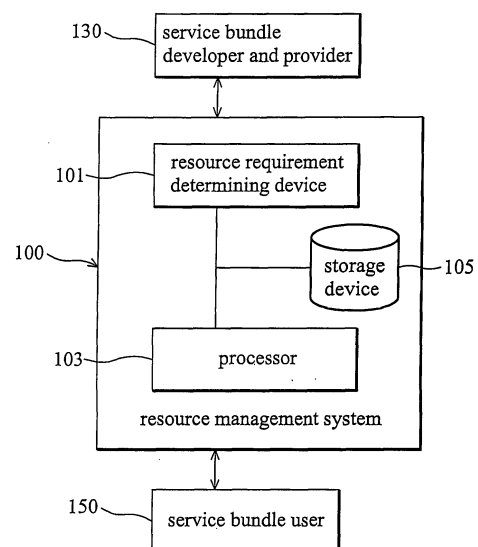 130
service bundle
developer and provider
101
resource requirement
determining device
100
storage
device
105
103
processor
resource management system
150
service bundle user